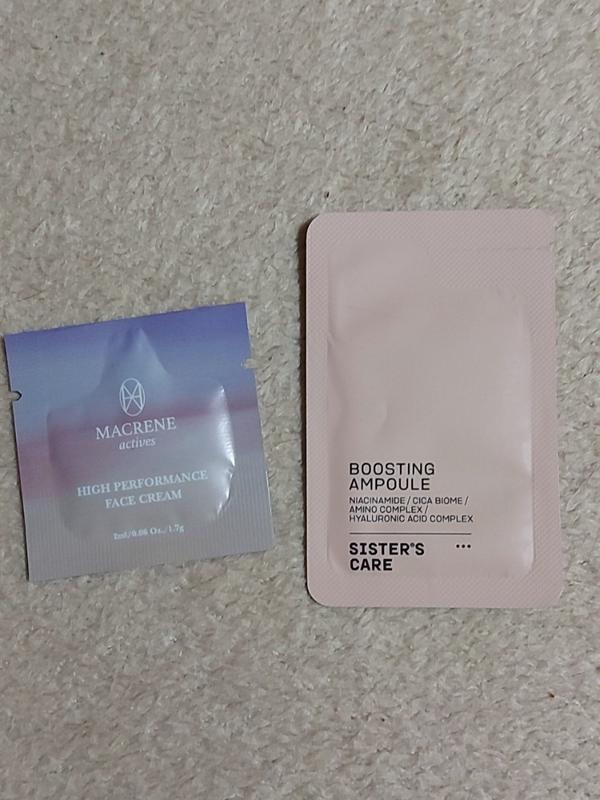 MACRENE
actives
HIGH PERFORMANCE
FACE CREAM
2ml/0.06 Oz./1.7g
BOOSTING
AMPOULE
NIACINAMIDE / CICA BIOME /
AMINO COMPLEX /
HYALURONIC ACID COMPLEX
SISTER'S
CARE